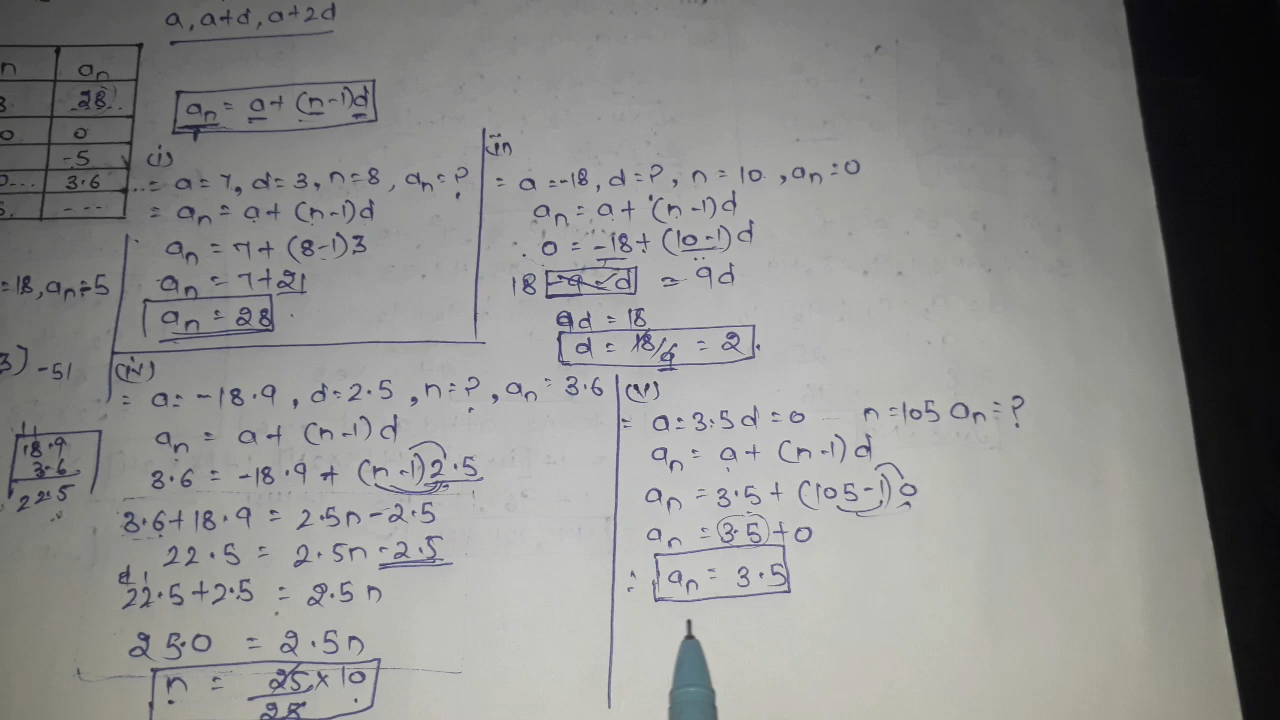 a, a+d, a+2d
n an
28
0 0
-5
3.6
an = a + (n-1)d
(i)
= a=7, d=3, n=8, an=?
= an = a+(n-1)d
an = 7+(8-1)3
an = 7+21
an = 28
= a=-18, d=?, n=10, an=0
an = a+(n-1)d
0 = -18+(10-1)d
18 = 9d
9d = 18
d = 18/9 = 2.
=18, an=-5
3) -51
(iv)
= a=-18.9, d=2.5, n=?, an=3.6
an = a+(n-1)d
3.6 = -18.9+(n-1)2.5
3.6+18.9 = 2.5n-2.5
22.5 = 2.5n-2.5
22.5+2.5 = 2.5n
25.0 = 2.5n
n = 25×10
25
18.9
3.6
22.5
(v)
= a=3.5 d=0 n=105 an=?
an = a+(n-1)d
an = 3.5+(105-1)0
an = 3.5+0
∴ an = 3.5